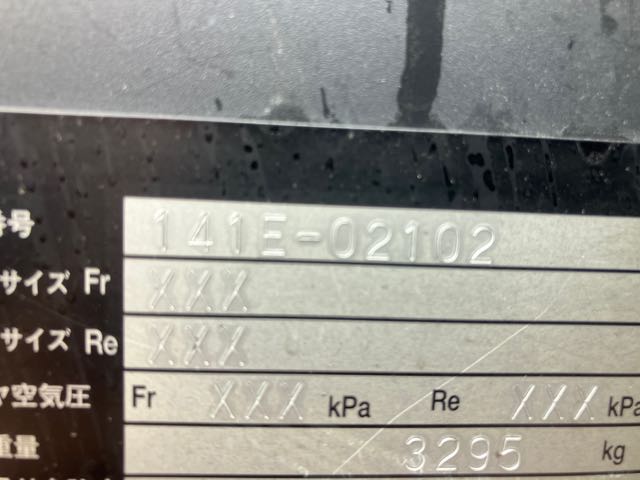 番号 141E-02102
サイズ Fr XXX
サイズ Re XXX
ヤ空気圧 Fr XXX kPa Re XXX kPa
重量 3295 kg